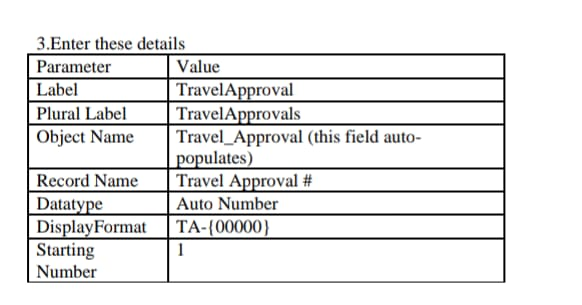 3.Enter these details
Parameter Value
Label TravelApproval
Plural Label TravelApprovals
Object Name Travel_Approval (this field auto-
populates)
Record Name Travel Approval #
Datatype Auto Number
DisplayFormat TA-{00000}
Starting 1
Number